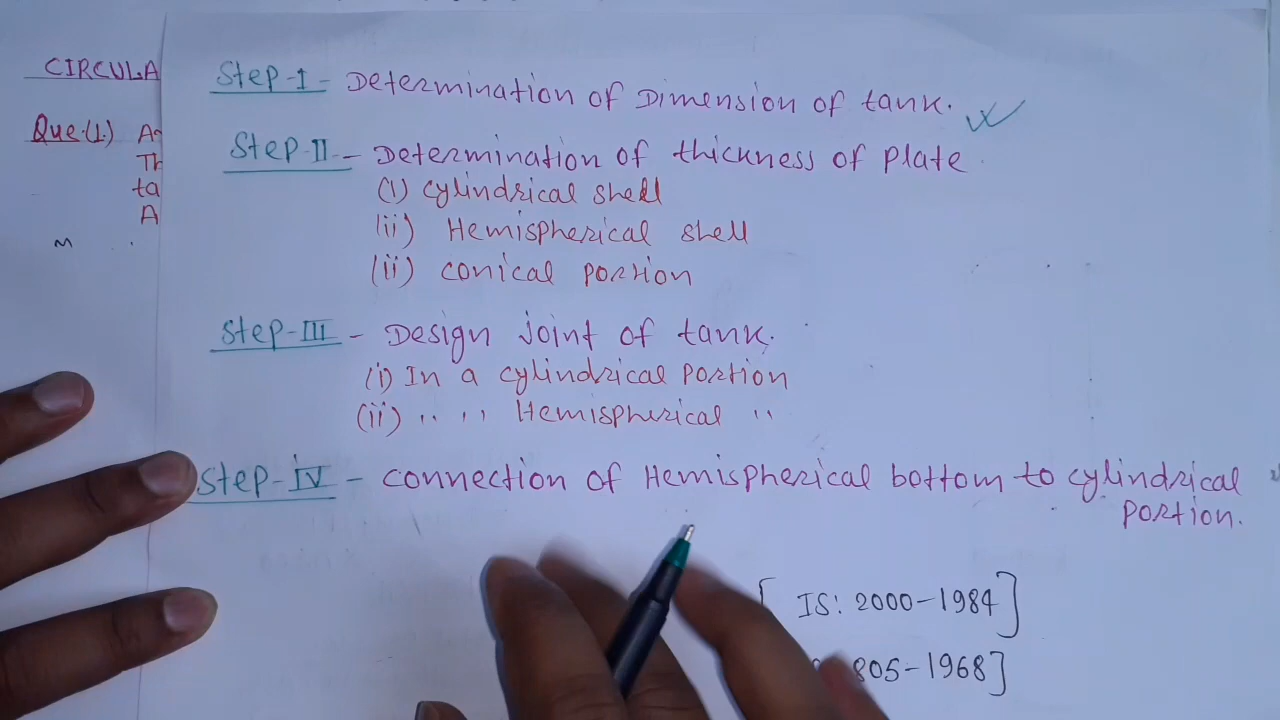 CIRCULA
Que.(1.) A
Th
ta
A
Step-I - Determination of Dimension of tank.
Step-II - Determination of thickness of plate
(i) cylindrical shell
(ii) Hemispherical shell
(ii) conical portion
Step-III - Design joint of tank.
(i) In a cylindrical portion
(ii) ,, ,, Hemispherical ,,
Step-IV - connection of Hemispherical bottom to cylindrical
portion.
[ IS: 2000-1984]
805-1968]